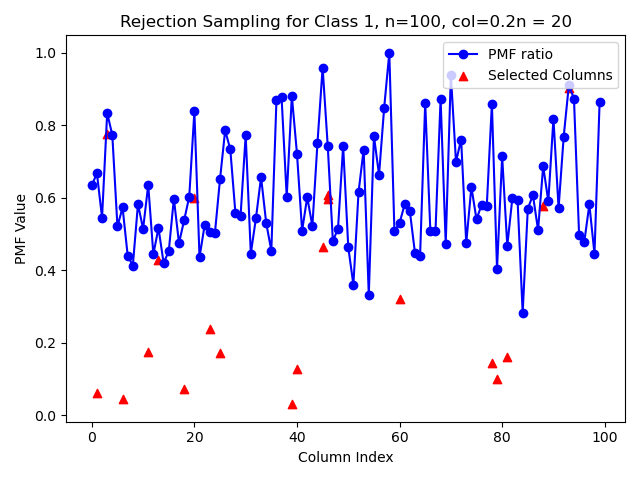 Rejection Sampling for Class 1, n=100, col=0.2n = 20
PMF ratio
Selected Columns
PMF Value
1.0
0.8
0.6
0.4
0.2
0.0
0 20 40 60 80 100
Column Index